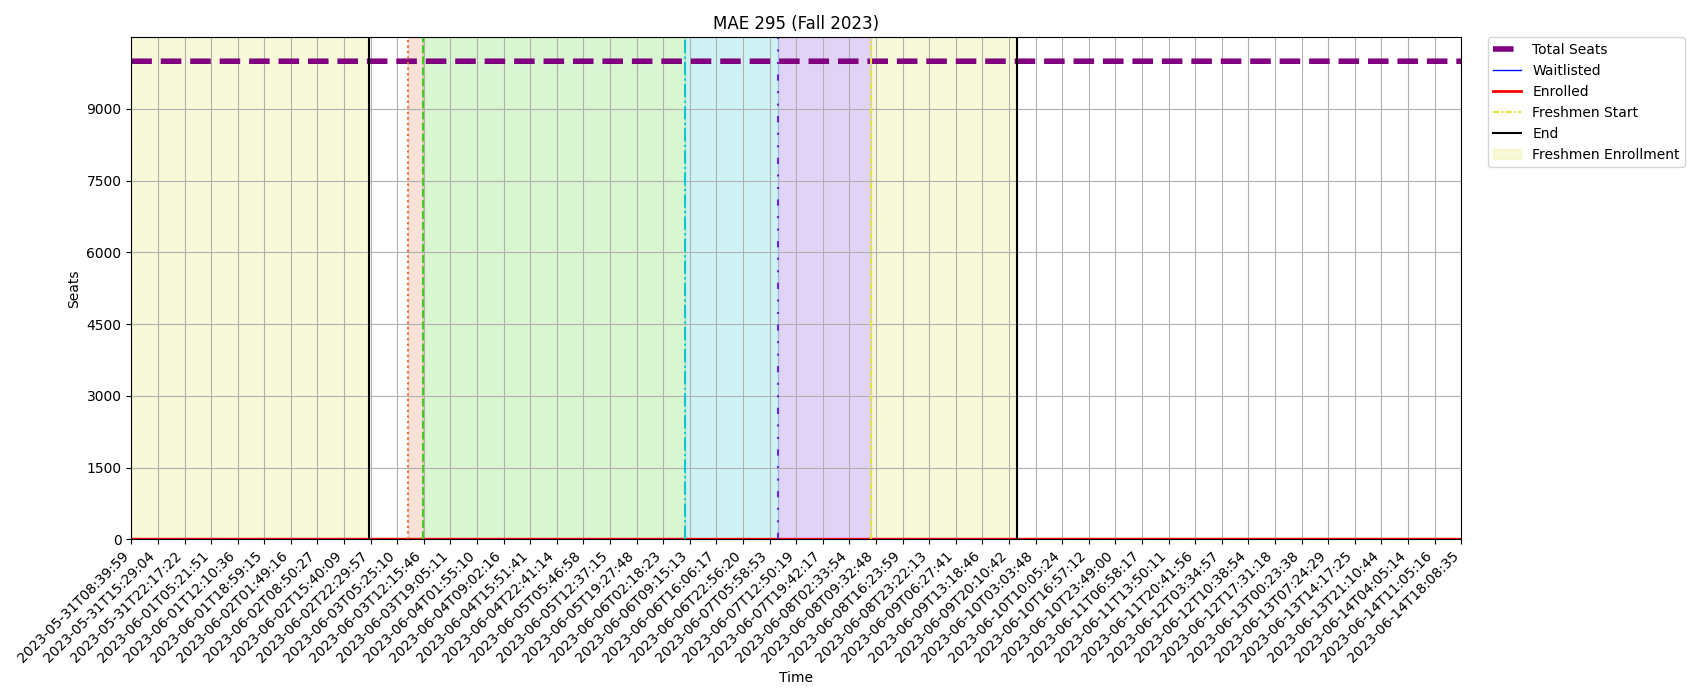 MAE 295 (Fall 2023)
Total Seats
Waitlisted
Enrolled
Freshmen Start
End
Freshmen Enrollment
Seats
9000
7500
6000
4500
3000
1500
0
2023-05-31T08:39:59
2023-05-31T15:29:04
2023-05-31T22:17:22
2023-06-01T05:21:51
2023-06-01T12:10:36
2023-06-01T18:59:15
2023-06-02T01:49:16
2023-06-02T08:50:27
2023-06-02T15:40:09
2023-06-02T22:29:57
2023-06-03T05:25:10
2023-06-03T12:15:46
2023-06-03T19:05:11
2023-06-04T01:55:10
2023-06-04T09:02:16
2023-06-04T15:51:41
2023-06-04T22:41:14
2023-06-05T05:46:58
2023-06-05T12:37:15
2023-06-05T19:27:48
2023-06-06T02:18:23
2023-06-06T09:15:13
2023-06-06T16:06:17
2023-06-06T22:56:20
2023-06-07T05:58:53
2023-06-07T12:50:19
2023-06-07T19:42:17
2023-06-08T02:33:54
2023-06-08T09:32:48
2023-06-08T16:23:59
2023-06-08T23:22:13
2023-06-09T06:27:41
2023-06-09T13:18:46
2023-06-09T20:10:42
2023-06-10T03:03:48
2023-06-10T10:05:24
2023-06-10T16:57:12
2023-06-10T23:49:00
2023-06-11T06:58:17
2023-06-11T13:50:11
2023-06-11T20:41:56
2023-06-12T03:34:57
2023-06-12T10:38:54
2023-06-12T17:31:18
2023-06-13T00:23:38
2023-06-13T07:24:29
2023-06-13T14:17:25
2023-06-13T21:10:44
2023-06-14T04:05:14
2023-06-14T11:05:16
2023-06-14T18:08:35
Time